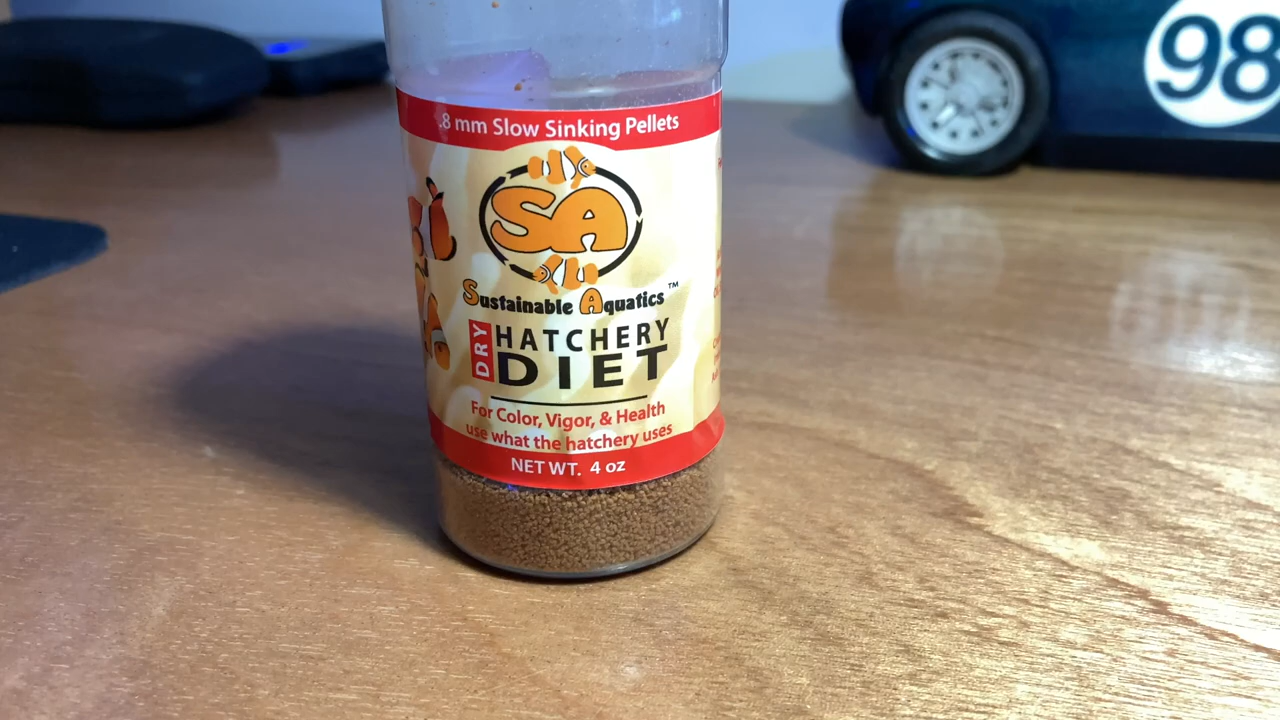 .8 mm Slow Sinking Pellets
SA
Sustainable Aquatics™
DRY
HATCHERY
DIET
For Color, Vigor, & Health
use what the hatchery uses
NET WT. 4 oz
98